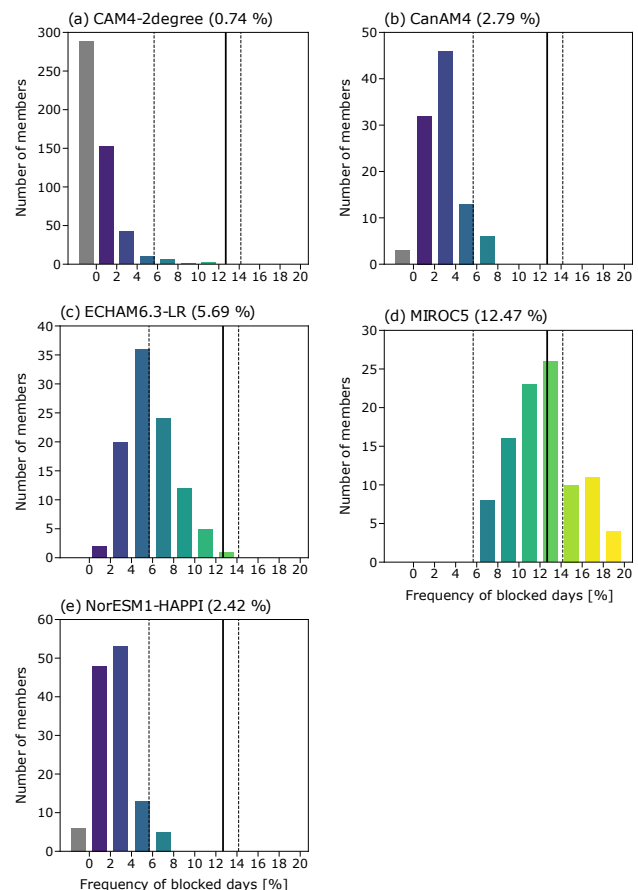 (a) CAM4-2degree (0.74 %)
300
250
200
150
100
50
0
Number of members
0 2 4 6 8 10 12 14 16 18 20
(b) CanAM4 (2.79 %)
50
40
30
20
10
0
Number of members
0 2 4 6 8 10 12 14 16 18 20
(c) ECHAM6.3-LR (5.69 %)
40
35
30
25
20
15
10
5
0
Number of members
0 2 4 6 8 10 12 14 16 18 20
(d) MIROC5 (12.47 %)
30
25
20
15
10
5
0
Number of members
0 2 4 6 8 10 12 14 16 18 20
Frequency of blocked days [%]
(e) NorESM1-HAPPI (2.42 %)
60
50
40
30
20
10
0
Number of members
0 2 4 6 8 10 12 14 16 18 20
Frequency of blocked days [%]